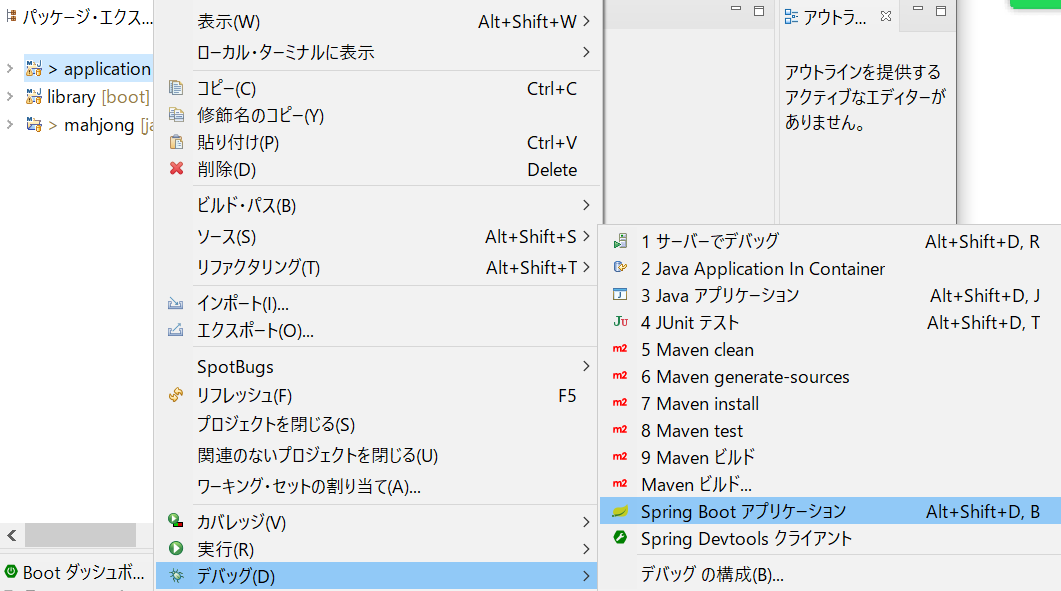 パッケージ・エクス...
> application
library [boot]
> mahjong [ja
Boot ダッシュボ...
表示(W) Alt+Shift+W
ローカル・ターミナルに表示
コピー(C) Ctrl+C
修飾名のコピー(Y)
貼り付け(P) Ctrl+V
削除(D) Delete
ビルド・パス(B)
ソース(S) Alt+Shift+S
リファクタリング(T) Alt+Shift+T
インポート(I)...
エクスポート(O)...
SpotBugs
リフレッシュ(F) F5
プロジェクトを閉じる(S)
関連のないプロジェクトを閉じる(U)
ワーキング・セットの割り当て(A)...
カバレッジ(V)
実行(R)
デバッグ(D)
アウトラ...
アウトラインを提供する
アクティブなエディターが
ありません。
1 サーバーでデバッグ Alt+Shift+D, R
2 Java Application In Container
3 Java アプリケーション Alt+Shift+D, J
4 JUnit テスト Alt+Shift+D, T
5 Maven clean
6 Maven generate-sources
7 Maven install
8 Maven test
9 Maven ビルド
Maven ビルド...
Spring Boot アプリケーション Alt+Shift+D, B
Spring Devtools クライアント
デバッグ の構成(B)...